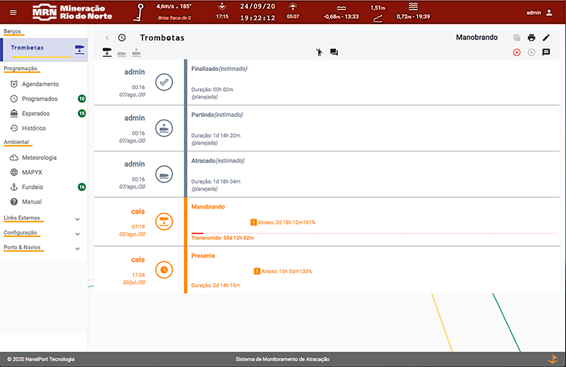 MRN Mineração
Rio do Norte
4,6m/s . 185°
Brisa fraca de S
17:15
24/09/20
19:22:12
05:07
-0,68m - 13:33
1,51m
0,72m - 19:39
admin
Berços
Trombetas
Programação
Agendamento
Programados 10
Esperados 15
Histórico
Ambiental
Meteorologia
MAPYX
Fundeio 16
Manual
Links Externos
Configuração
Porto & Navios
Trombetas
Manobrando
admin
00:16
07/ago./20
Finalizado(estimado)
Duração: 00h 00m
(planejada)
admin
00:16
07/ago./20
Partindo(estimado)
Duração: 1d 14h 20m
(planejada)
admin
00:16
07/ago./20
Atracado(estimado)
Duração: 1d 18h 04m
(planejada)
cais
07:19
02/ago./20
Manobrando
Atraso: 2d 18h 12m161%
Transcorrido: 53d 12h 02m
cais
17:04
30/jul./20
Presente
Atraso: 15h 55m133%
Duração: 2d 14h 15m
© 2020 NavalPort Tecnologia
Sistema de Monitoramento de Atracação